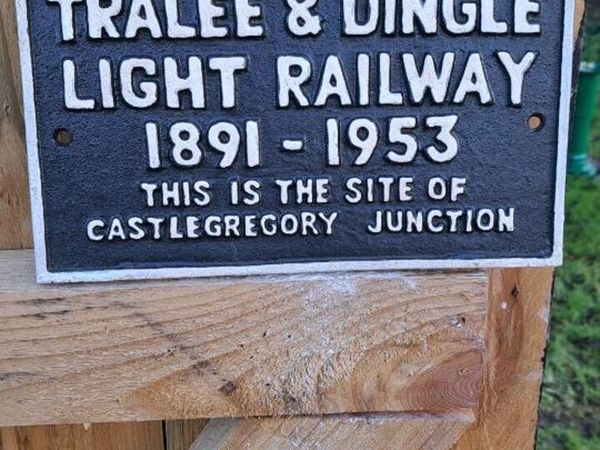 TRALEE & DINGLE
LIGHT RAILWAY
1891 - 1953
THIS IS THE SITE OF
CASTLEGREGORY JUNCTION